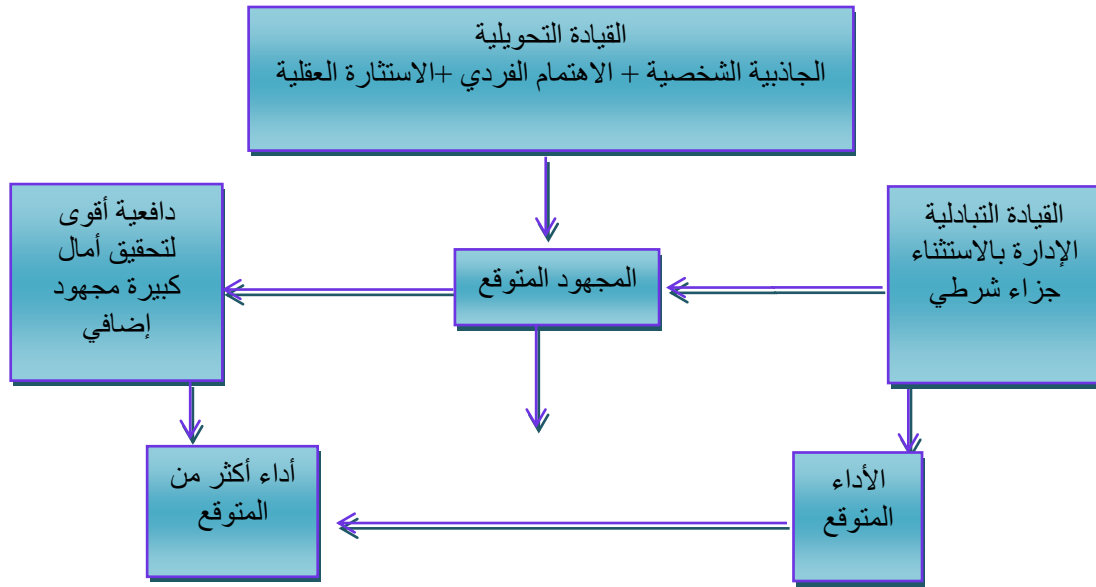 القيادة التحويلية
الجاذبية الشخصية + الاهتمام الفردي +الاستثارة العقلية
القيادة التبادلية
الإدارة بالاستثناء
جزاء شرطي
المجهود المتوقع
دافعية أقوى
لتحقيق أمال
كبيرة مجهود
إضافي
الأداء
المتوقع
أداء أكثر من
المتوقع